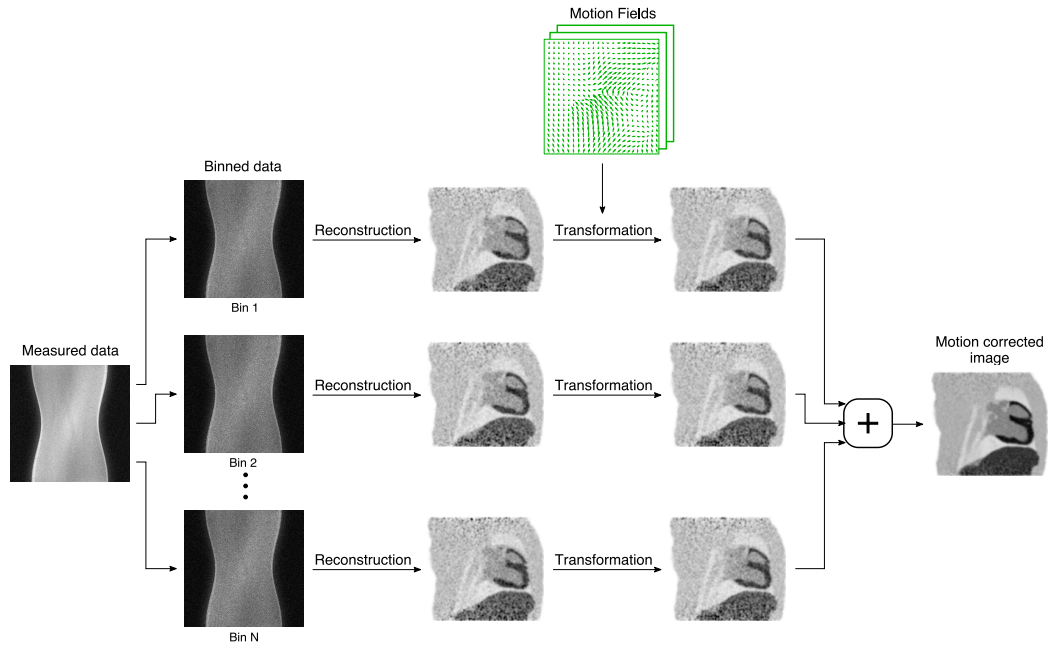 Motion Fields
Binned data
Reconstruction
Transformation
Bin 1
Measured data
Reconstruction
Transformation
Motion corrected
image
+
Bin 2
Reconstruction
Transformation
Bin N